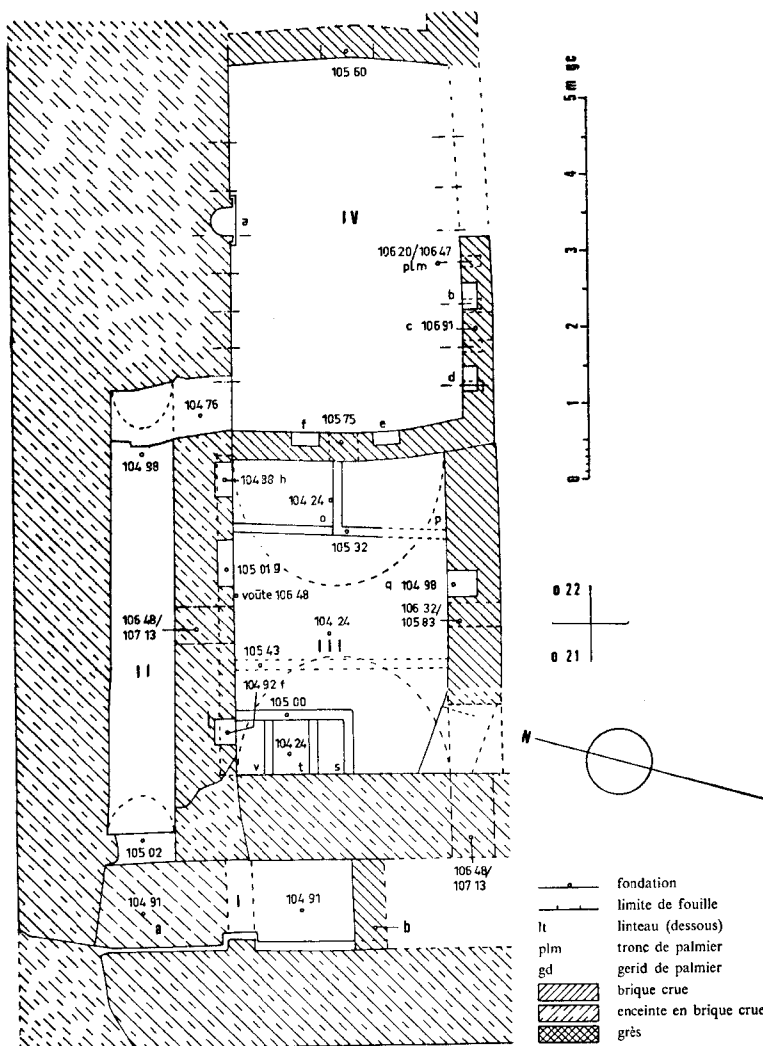 105 60
5 m gc
4
3
2
1
0
a
IV
106 20/106 47
plm
b
c 106 91
d
104 76
f
105 75
e
104 98
104 38 h
104 24
p
105 32
105 01 g
q 104 98
voûte 106 48
106 48/
107 13
106 32/
105 83
104 24
III
II
105 43
104 92 f
105 00
104 24
v
t
s
0 22
0 21
N
105 02
106 48/
107 13
104 91
a
I
104 91
b
fondation
limite de fouille
lt linteau (dessous)
plm tronc de palmier
gd gerid de palmier
brique crue
enceinte en brique crue
grès